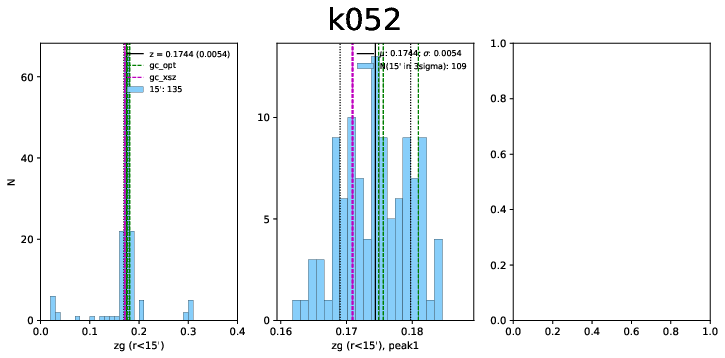 k052
z = 0.1744 (0.0054)
gc_opt
gc_xsz
15': 135
N
60
40
20
0
0.0 0.1 0.2 0.3 0.4
zg (r<15')
μ: 0.1744; σ: 0.0054
N(15' in 3sigma): 109
10
5
0
0.16 0.17 0.18
zg (r<15'), peak1
1.0
0.8
0.6
0.4
0.2
0.0
0.0 0.2 0.4 0.6 0.8 1.0